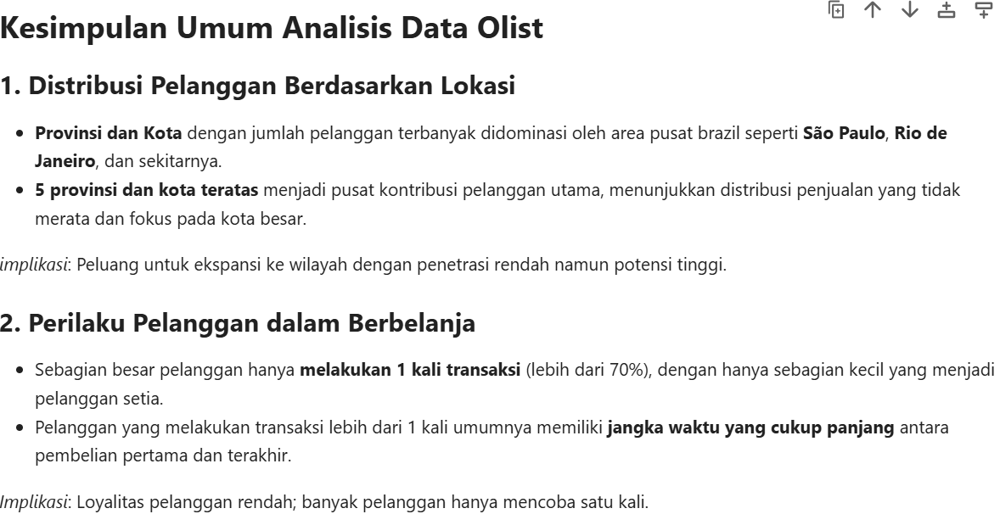 Kesimpulan Umum Analisis Data Olist
1. Distribusi Pelanggan Berdasarkan Lokasi
• Provinsi dan Kota dengan jumlah pelanggan terbanyak didominasi oleh area pusat brazil seperti São Paulo, Rio de
Janeiro, dan sekitarnya.
• 5 provinsi dan kota teratas menjadi pusat kontribusi pelanggan utama, menunjukkan distribusi penjualan yang tidak
merata dan fokus pada kota besar.
implikasi: Peluang untuk ekspansi ke wilayah dengan penetrasi rendah namun potensi tinggi.
2. Perilaku Pelanggan dalam Berbelanja
• Sebagian besar pelanggan hanya melakukan 1 kali transaksi (lebih dari 70%), dengan hanya sebagian kecil yang menjadi
pelanggan setia.
• Pelanggan yang melakukan transaksi lebih dari 1 kali umumnya memiliki jangka waktu yang cukup panjang antara
pembelian pertama dan terakhir.
Implikasi: Loyalitas pelanggan rendah; banyak pelanggan hanya mencoba satu kali.